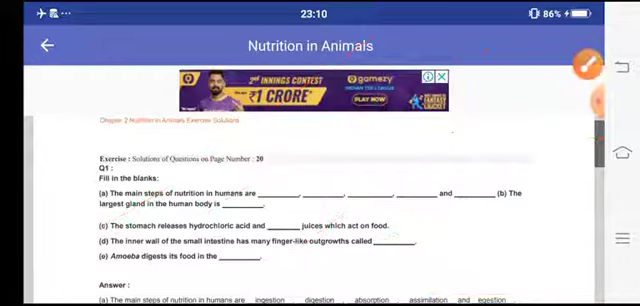 23:10
86%
Nutrition in Animals
2ND INNINGS CONTEST
₹1 CRORE*
gamezy
PLAY NOW
FANTASY CRICKET
Chapter 2 Nutrition in Animals Exercise Solutions
Exercise : Solutions of Questions on Page Number : 20
Q1 :
Fill in the blanks:
(a) The main steps of nutrition in humans are __________, __________, __________, __________ and __________ (b) The
largest gland in the human body is __________.
(c) The stomach releases hydrochloric acid and ________ juices which act on food.
(d) The inner wall of the small intestine has many finger-like outgrowths called __________.
(e) Amoeba digests its food in the __________.
Answer :
(a) The main steps of nutrition in humans are ingestion digestion absorption assimilation and egestion